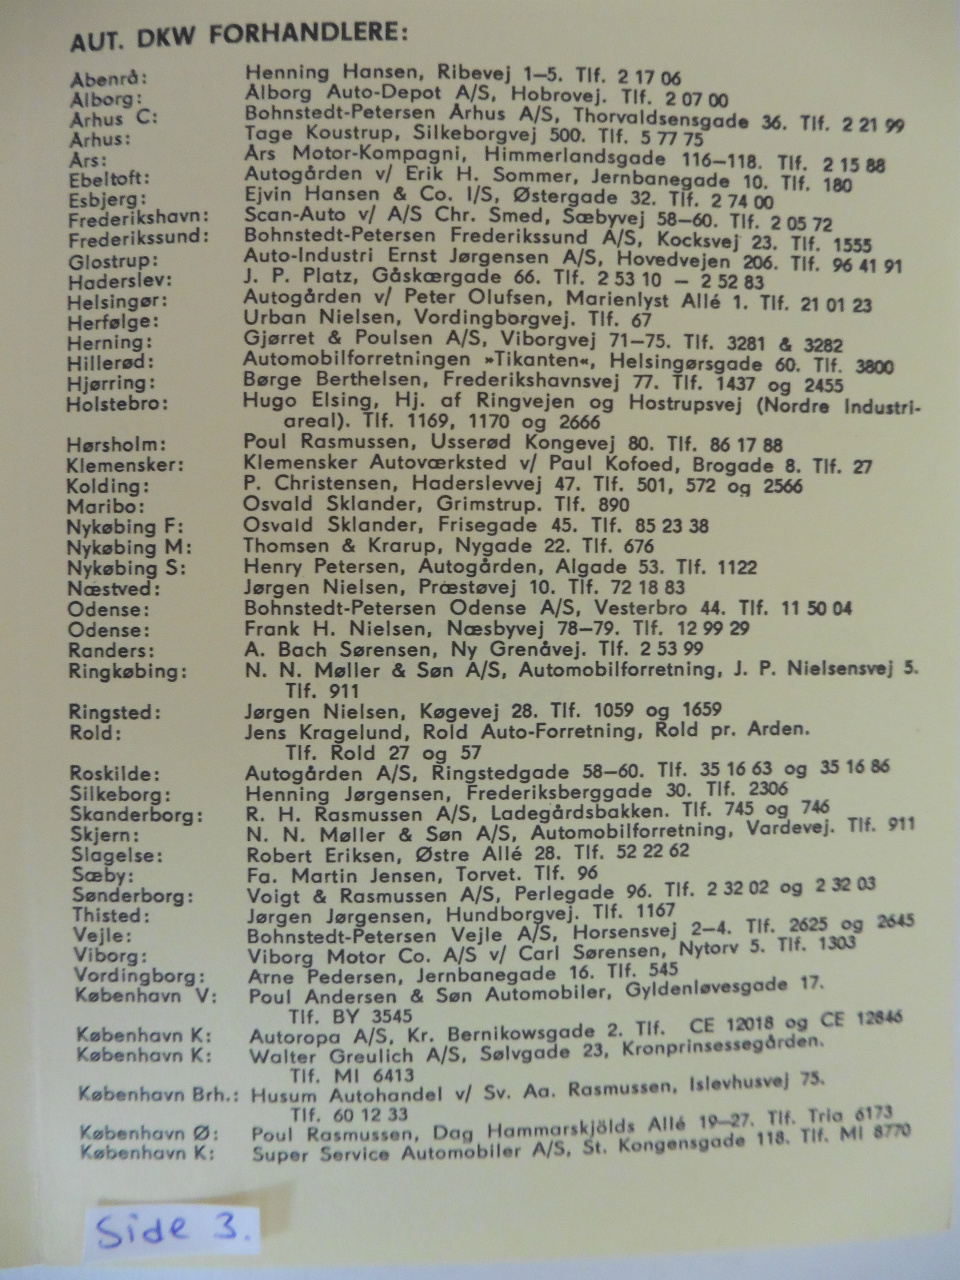 AUT. DKW FORHANDLERE:
Åbenrå: Henning Hansen, Ribevej 1–5. Tlf. 2 17 06
Ålborg: Ålborg Auto-Depot A/S, Hobrovej. Tlf. 2 07 00
Århus C: Bohnstedt-Petersen Århus A/S, Thorvaldsensgade 36. Tlf. 2 21 99
Århus: Tage Koustrup, Silkeborgvej 500. Tlf. 5 77 75
Års: Års Motor-Kompagni, Himmerlandsgade 116–118. Tlf. 2 15 88
Ebeltoft: Autogården v/ Erik H. Sommer, Jernbanegade 10. Tlf. 180
Esbjerg: Ejvin Hansen & Co. I/S, Østergade 32. Tlf. 2 74 00
Frederikshavn: Scan-Auto v/ A/S Chr. Smed, Sæbyvej 58–60. Tlf. 2 05 72
Frederikssund: Bohnstedt-Petersen Frederikssund A/S, Kocksvej 23. Tlf. 1555
Glostrup: Auto-Industri Ernst Jørgensen A/S, Hovedvejen 206. Tlf. 96 41 91
Haderslev: J. P. Platz, Gåskærgade 66. Tlf. 2 53 10 – 2 52 83
Helsingør: Autogården v/ Peter Olufsen, Marienlyst Allé 1. Tlf. 21 01 23
Herfølge: Urban Nielsen, Vordingborgvej. Tlf. 67
Herning: Gjørret & Poulsen A/S, Viborgvej 71–75. Tlf. 3281 & 3282
Hillerød: Automobilforretningen »Tikanten«, Helsingørsgade 60. Tlf. 3800
Hjørring: Børge Berthelsen, Frederikshavnsvej 77. Tlf. 1437 og 2455
Holstebro: Hugo Elsing, Hj. af Ringvejen og Hostrupsvej (Nordre Industri-
areal). Tlf. 1169, 1170 og 2666
Hørsholm: Poul Rasmussen, Usserød Kongevej 80. Tlf. 86 17 88
Klemensker: Klemensker Autoværksted v/ Paul Kofoed, Brogade 8. Tlf. 27
Kolding: P. Christensen, Haderslevvej 47. Tlf. 501, 572 og 2566
Maribo: Osvald Sklander, Grimstrup. Tlf. 890
Nykøbing F: Osvald Sklander, Frisegade 45. Tlf. 85 23 38
Nykøbing M: Thomsen & Krarup, Nygade 22. Tlf. 676
Nykøbing S: Henry Petersen, Autogården, Algade 53. Tlf. 1122
Næstved: Jørgen Nielsen, Præstøvej 10. Tlf. 72 18 83
Odense: Bohnstedt-Petersen Odense A/S, Vesterbro 44. Tlf. 11 50 04
Odense: Frank H. Nielsen, Næsbyvej 78–79. Tlf. 12 99 29
Randers: A. Bach Sørensen, Ny Grenåvej. Tlf. 2 53 99
Ringkøbing: N. N. Møller & Søn A/S, Automobilforretning, J. P. Nielsensvej 5.
Tlf. 911
Ringsted: Jørgen Nielsen, Køgevej 28. Tlf. 1059 og 1659
Rold: Jens Kragelund, Rold Auto-Forretning, Rold pr. Arden.
Tlf. Rold 27 og 57
Roskilde: Autogården A/S, Ringstedgade 58–60. Tlf. 35 16 63 og 35 16 86
Silkeborg: Henning Jørgensen, Frederiksberggade 30. Tlf. 2306
Skanderborg: R. H. Rasmussen A/S, Ladegårdsbakken. Tlf. 745 og 746
Skjern: N. N. Møller & Søn A/S, Automobilforretning, Vardevej. Tlf. 911
Slagelse: Robert Eriksen, Østre Allé 28. Tlf. 52 22 62
Sæby: Fa. Martin Jensen, Torvet. Tlf. 96
Sønderborg: Voigt & Rasmussen A/S, Perlegade 96. Tlf. 2 32 02 og 2 32 03
Thisted: Jørgen Jørgensen, Hundborgvej. Tlf. 1167
Vejle: Bohnstedt-Petersen Vejle A/S, Horsensvej 2–4. Tlf. 2625 og 2645
Viborg: Viborg Motor Co. A/S v/ Carl Sørensen, Nytorv 5. Tlf. 1303
Vordingborg: Arne Pedersen, Jernbanegade 16. Tlf. 545
København V: Poul Andersen & Søn Automobiler, Gyldenløvesgade 17.
Tlf. BY 3545
København K: Autoropa A/S, Kr. Bernikowsgade 2. Tlf. CE 12018 og CE 12846
København K: Walter Greulich A/S, Sølvgade 23, Kronprinsessegården.
Tlf. MI 6413
København Brh.: Husum Autohandel v/ Sv. Aa. Rasmussen, Islevhusvej 75.
Tlf. 60 12 33
København Ø: Poul Rasmussen, Dag Hammarskjölds Allé 19–27. Tlf. Tria 6173
København K: Super Service Automobiler A/S, St. Kongensgade 118. Tlf. MI 8770
Side 3.